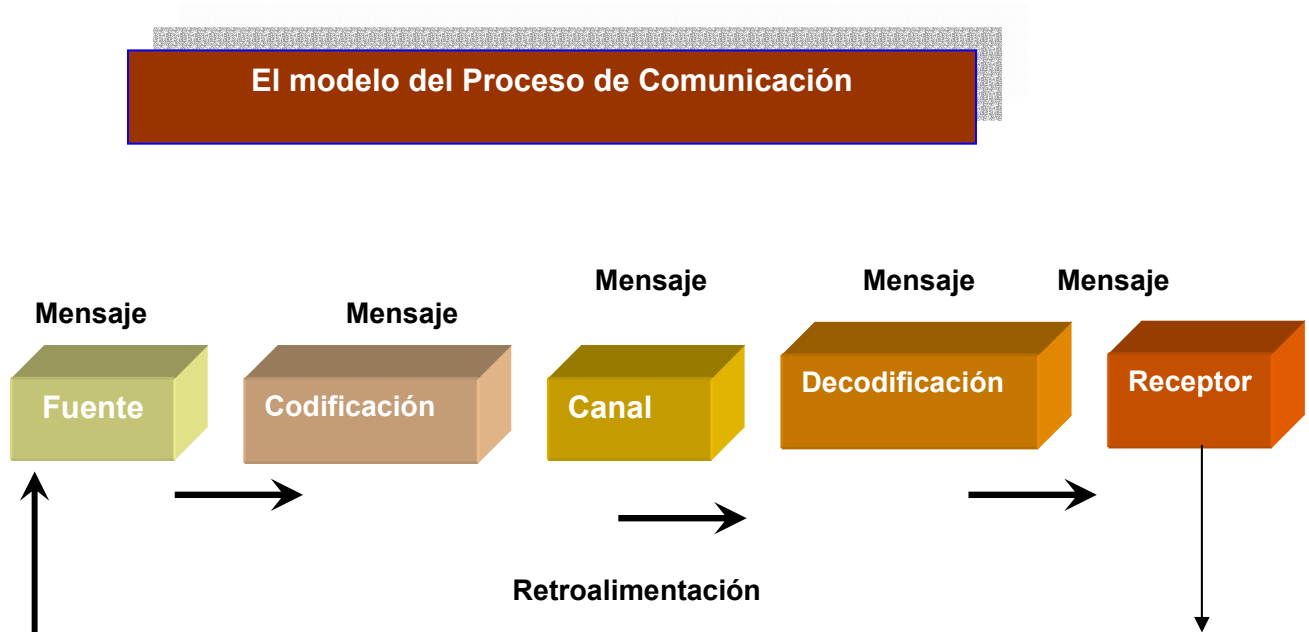 El modelo del Proceso de Comunicación
Mensaje Mensaje Mensaje Mensaje Mensaje
Fuente Codificación Canal Decodificación Receptor
Retroalimentación